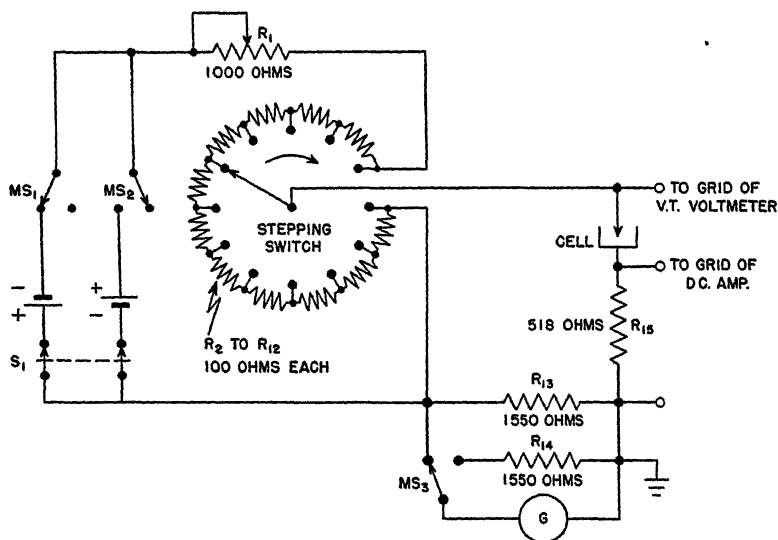 R1
1000 OHMS
MS1
MS2
STEPPING
SWITCH
TO GRID OF
V.T. VOLTMETER
CELL
TO GRID OF
D.C. AMP.
−
+
+
−
518 OHMS
R15
S1
R2 TO R12
100 OHMS EACH
R13
1550 OHMS
R14
1550 OHMS
MS3
G